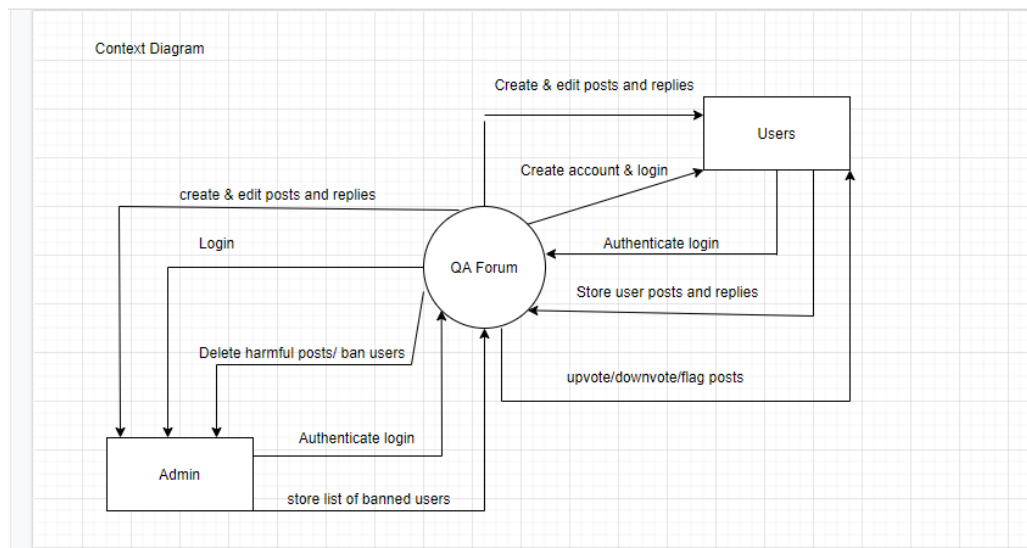 Context Diagram
Create & edit posts and replies
Users
Create account & login
create & edit posts and replies
Login
Authenticate login
QA Forum
Store user posts and replies
Delete harmful posts/ ban users
upvote/downvote/flag posts
Authenticate login
Admin
store list of banned users